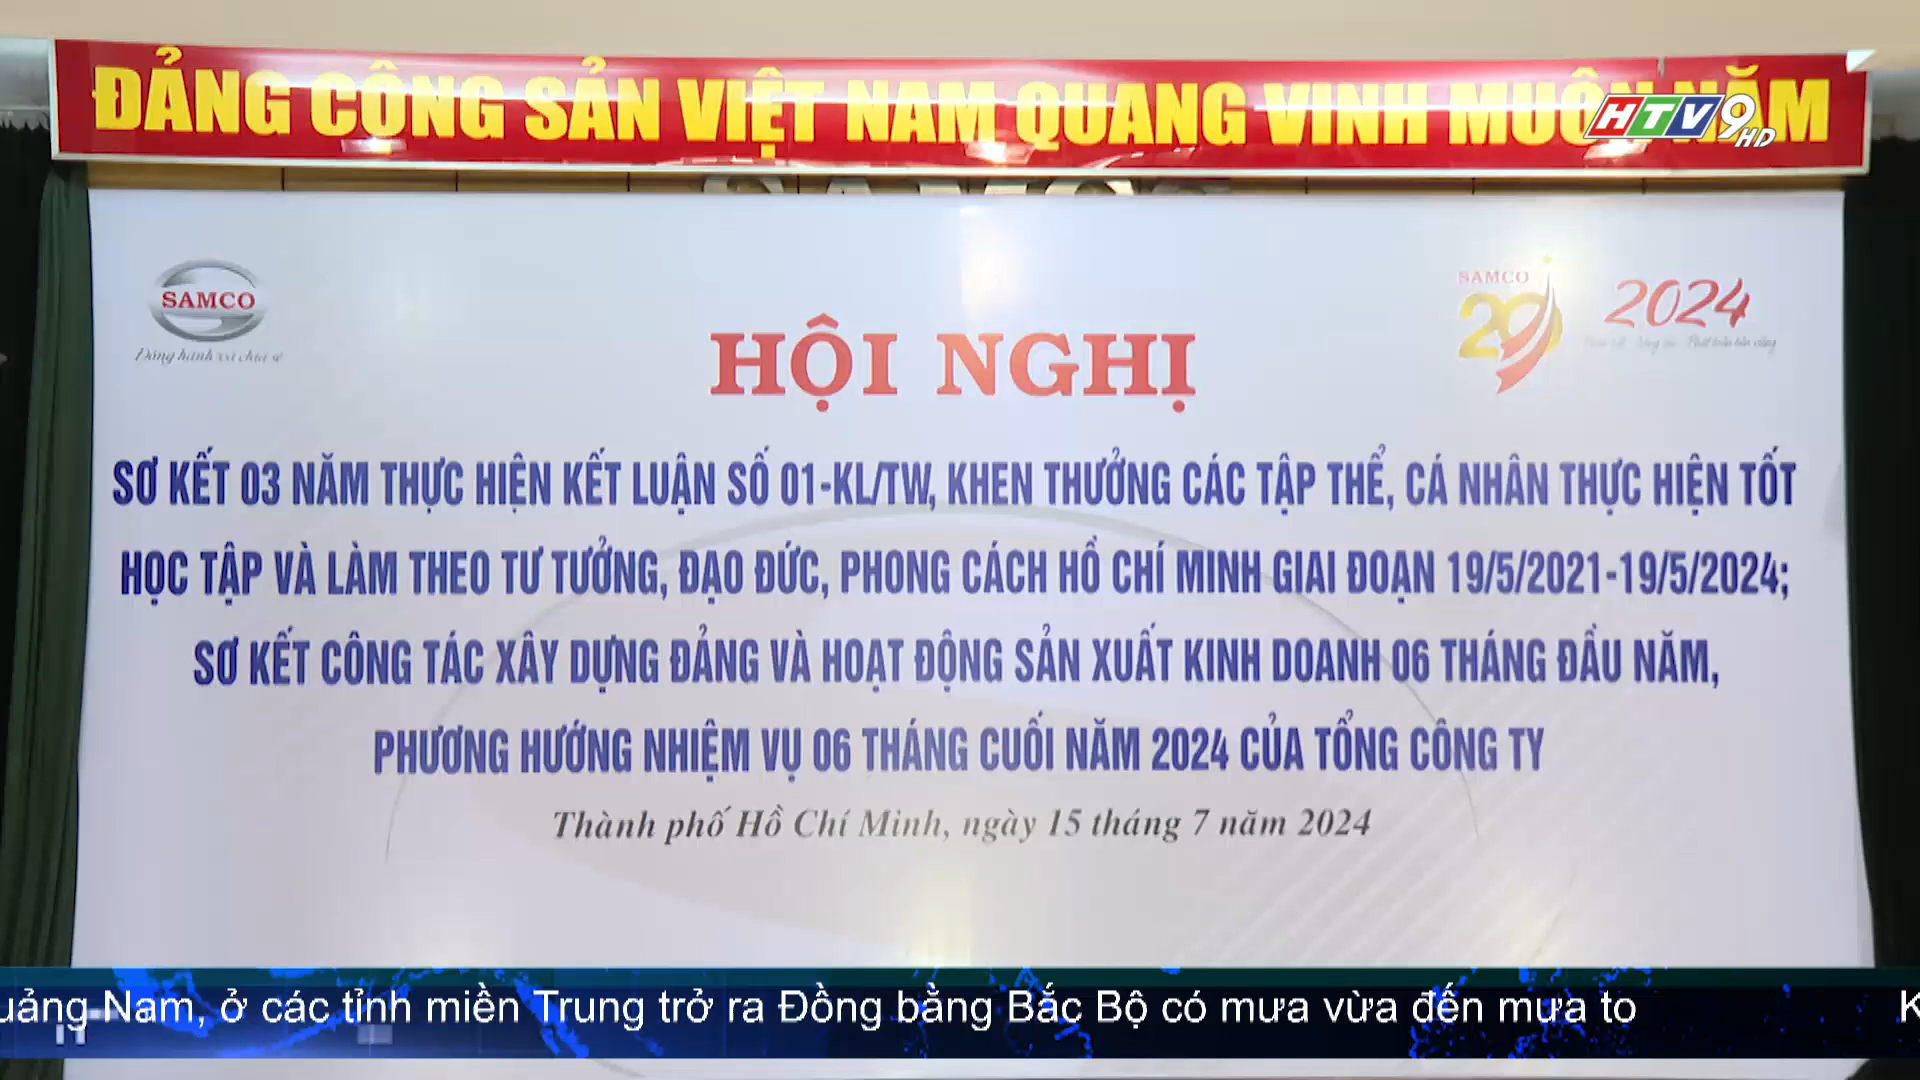 ĐẢNG CỘNG SẢN VIỆT NAM QUANG VINH MUÔN NĂM
HTV9 HD
SAMCO
Đồng hành và chia sẻ
SAMCO
20
2024
HỘI NGHỊ
SƠ KẾT 03 NĂM THỰC HIỆN KẾT LUẬN SỐ 01-KL/TW, KHEN THƯỞNG CÁC TẬP THỂ, CÁ NHÂN THỰC HIỆN TỐT
HỌC TẬP VÀ LÀM THEO TƯ TƯỞNG, ĐẠO ĐỨC, PHONG CÁCH HỒ CHÍ MINH GIAI ĐOẠN 19/5/2021-19/5/2024;
SƠ KẾT CÔNG TÁC XÂY DỰNG ĐẢNG VÀ HOẠT ĐỘNG SẢN XUẤT KINH DOANH 06 THÁNG ĐẦU NĂM,
PHƯƠNG HƯỚNG NHIỆM VỤ 06 THÁNG CUỐI NĂM 2024 CỦA TỔNG CÔNG TY
Thành phố Hồ Chí Minh, ngày 15 tháng 7 năm 2024
uảng Nam, ở các tỉnh miền Trung trở ra Đồng bằng Bắc Bộ có mưa vừa đến mưa to K